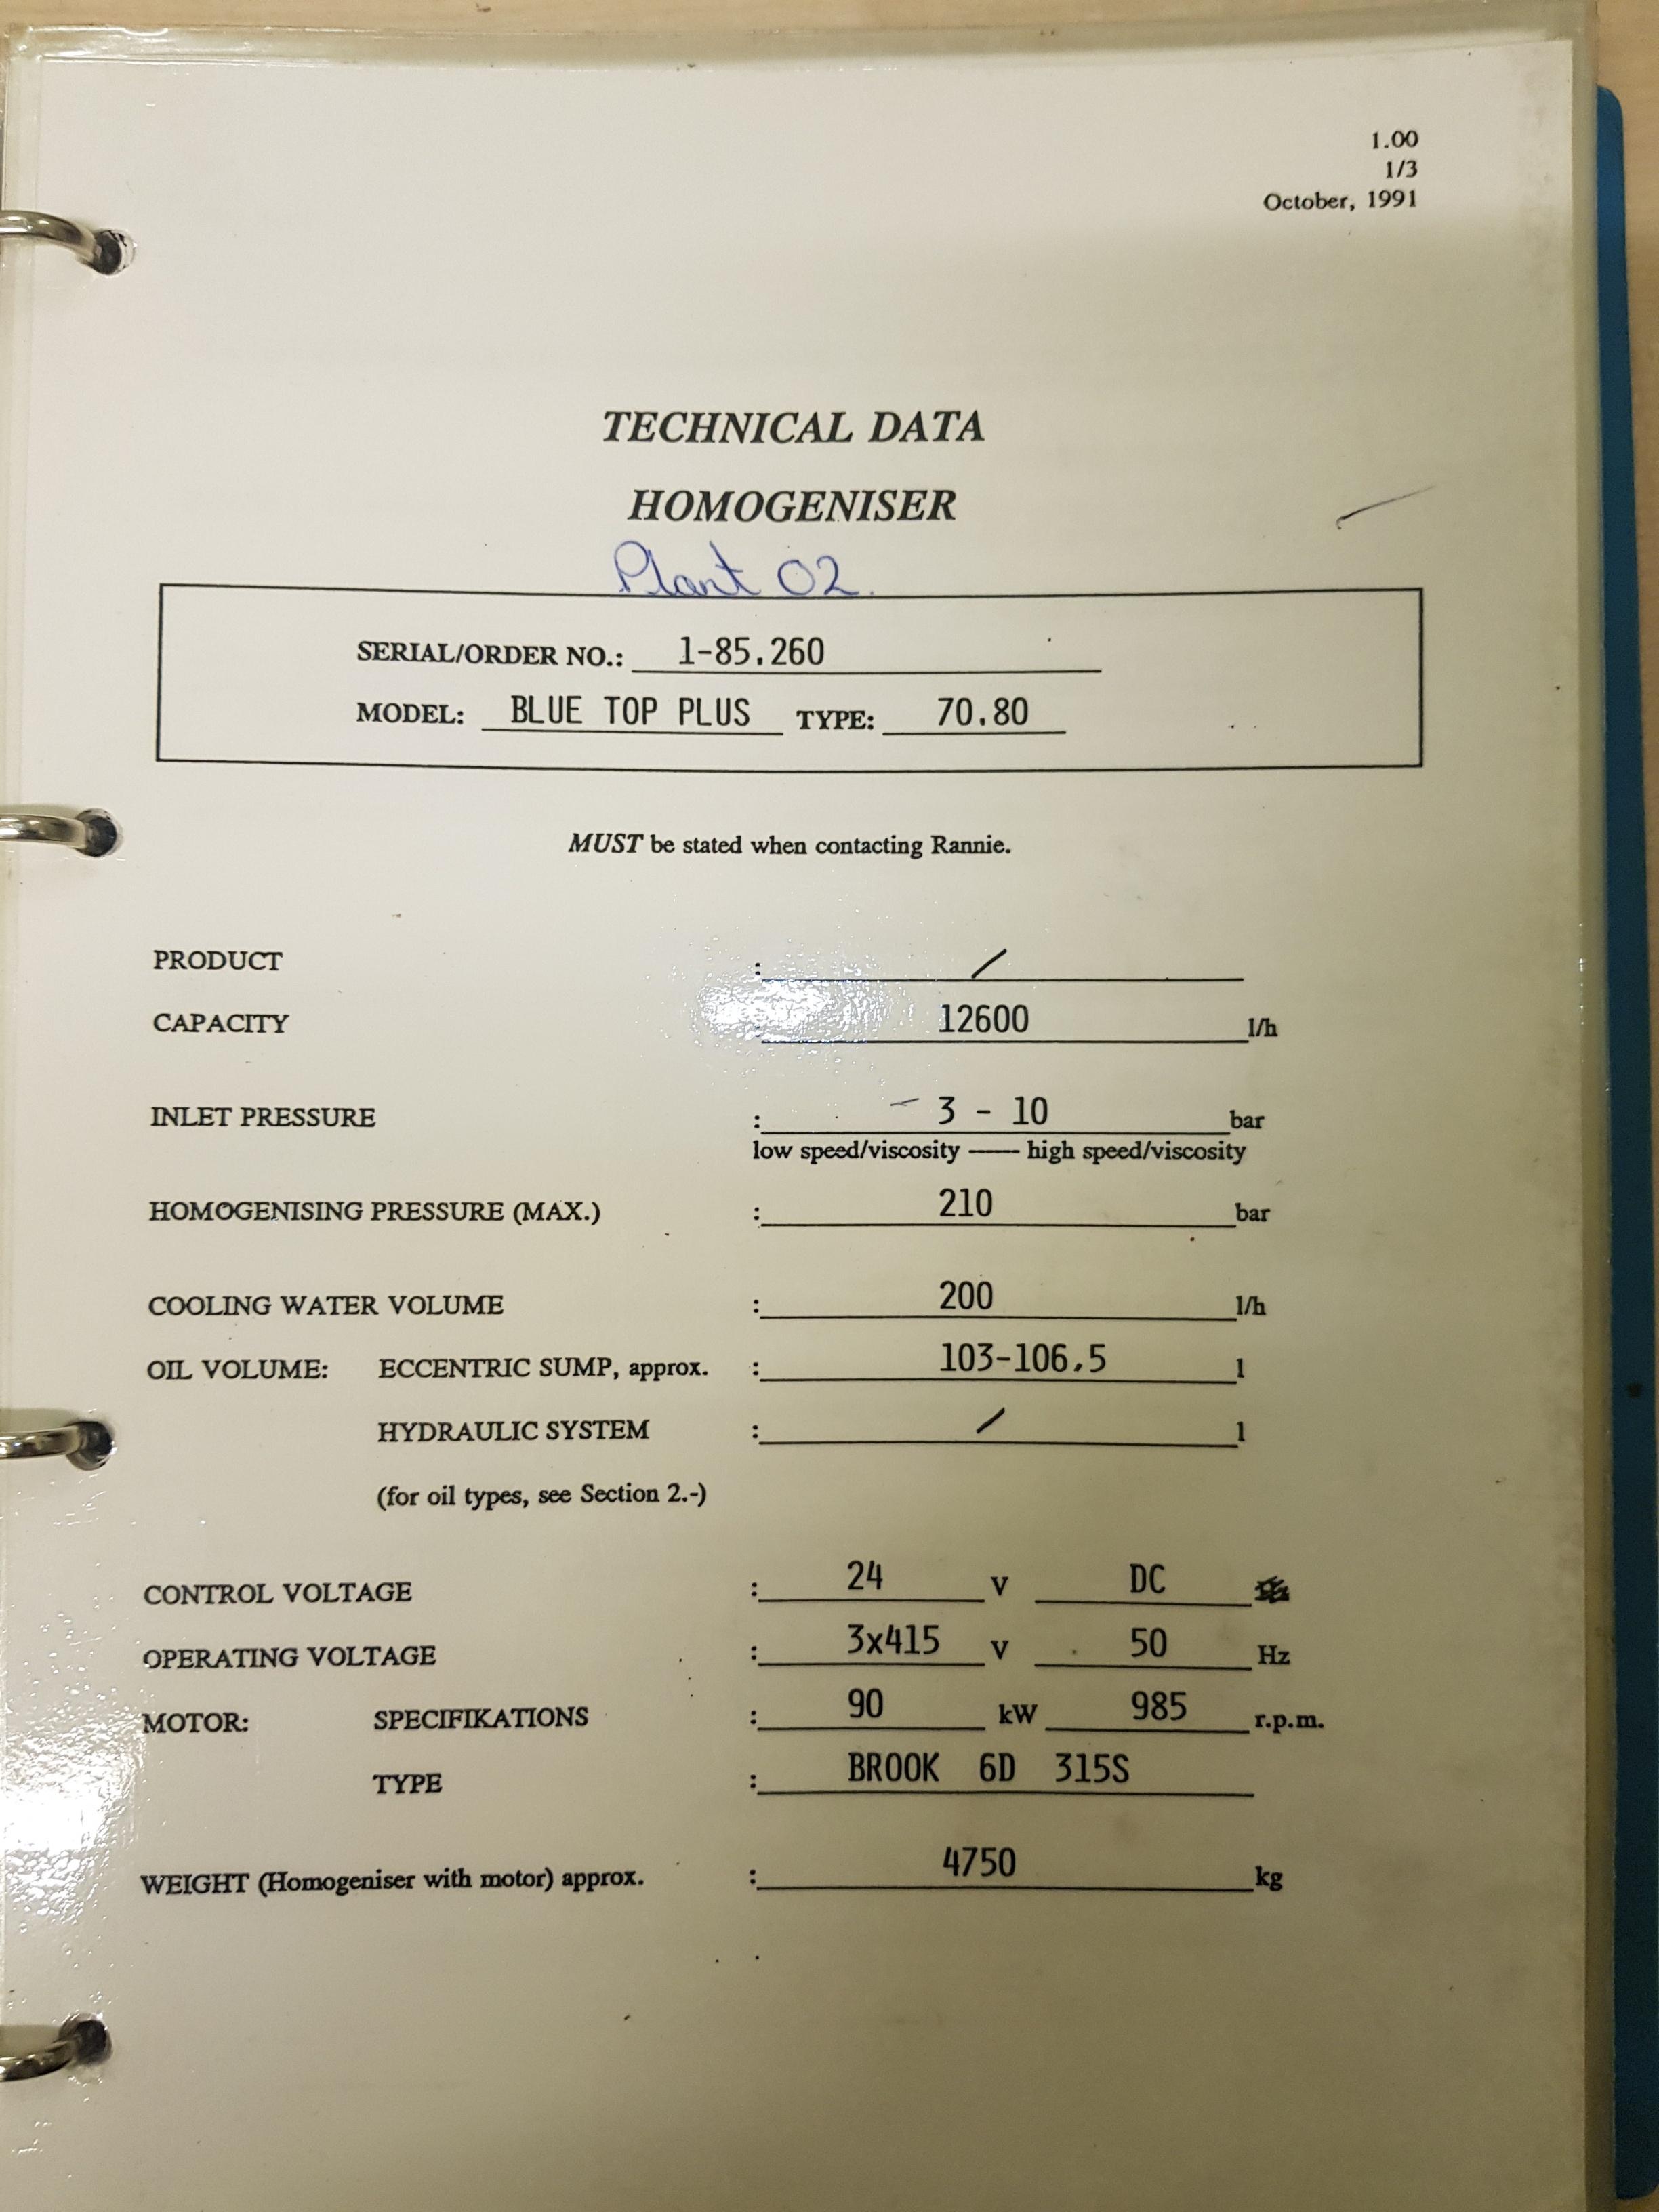 1.00
1/3
October, 1991
TECHNICAL DATA
HOMOGENISER
Plant 02.
SERIAL/ORDER NO.: 1-85.260
MODEL: BLUE TOP PLUS TYPE: 70.80
MUST be stated when contacting Rannie.
PRODUCT : /
CAPACITY : 12600 l/h
INLET PRESSURE : 3 - 10 bar
low speed/viscosity —— high speed/viscosity
HOMOGENISING PRESSURE (MAX.) : 210 bar
COOLING WATER VOLUME : 200 l/h
OIL VOLUME: ECCENTRIC SUMP, approx. : 103-106,5 l
HYDRAULIC SYSTEM : / l
(for oil types, see Section 2.-)
CONTROL VOLTAGE : 24 V DC
OPERATING VOLTAGE : 3x415 V 50 Hz
MOTOR: SPECIFIKATIONS : 90 kW 985 r.p.m.
TYPE : BROOK 6D 315S
WEIGHT (Homogeniser with motor) approx. : 4750 kg